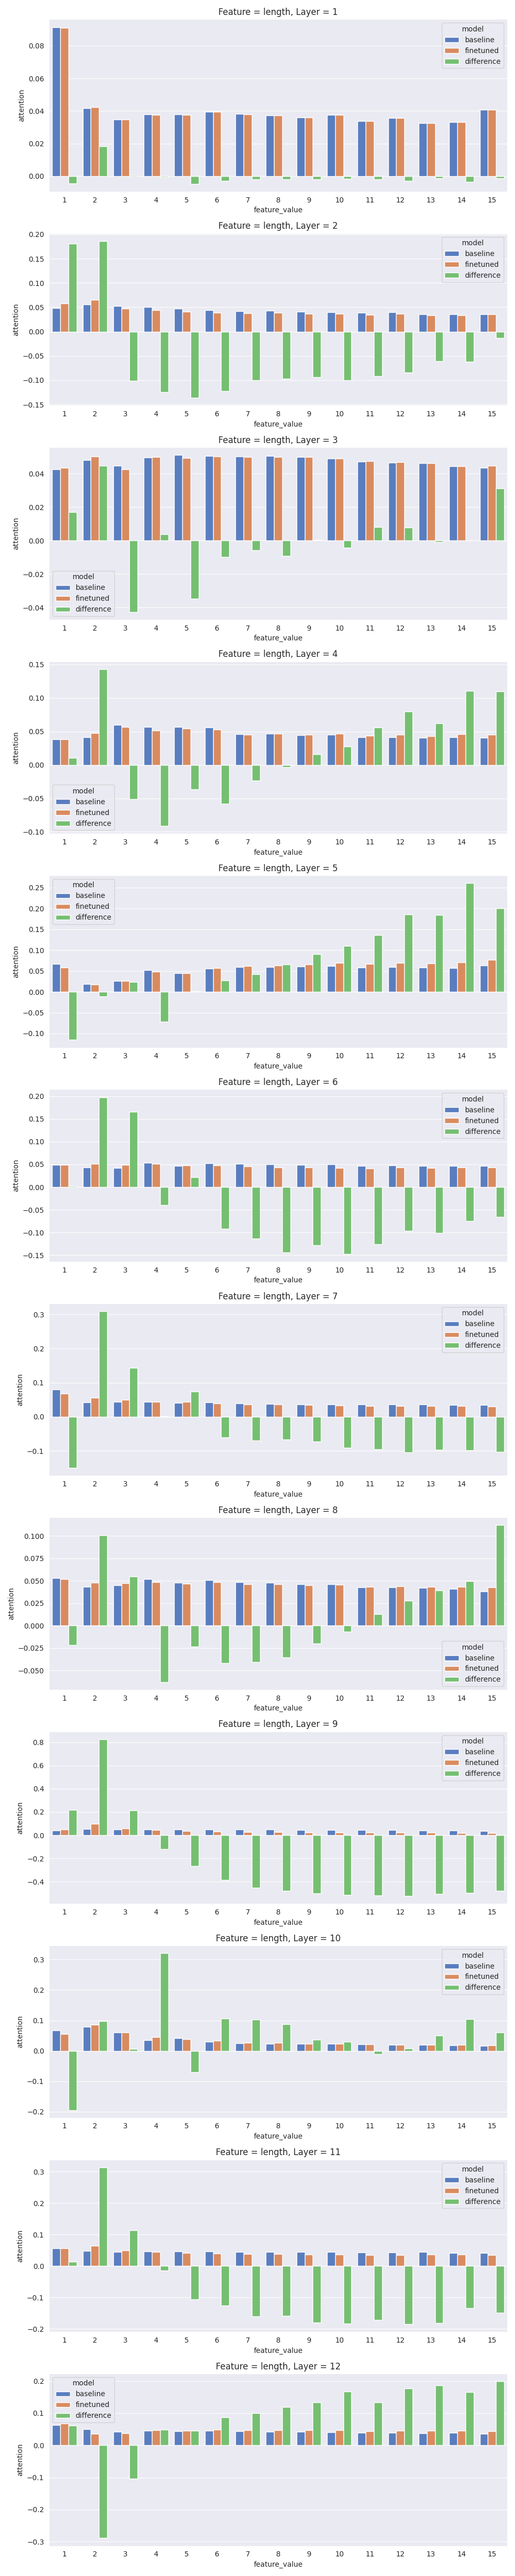 Feature = length, Layer = 1
model
baseline
finetuned
difference
0.08
0.06
0.04
0.02
0.00
attention
1 2 3 4 5 6 7 8 9 10 11 12 13 14 15
feature_value
Feature = length, Layer = 2
model
baseline
finetuned
difference
0.20
0.15
0.10
0.05
0.00
−0.05
−0.10
−0.15
attention
1 2 3 4 5 6 7 8 9 10 11 12 13 14 15
feature_value
Feature = length, Layer = 3
0.04
0.02
0.00
−0.02
−0.04
attention
model
baseline
finetuned
difference
1 2 3 4 5 6 7 8 9 10 11 12 13 14 15
feature_value
Feature = length, Layer = 4
0.15
0.10
0.05
0.00
−0.05
−0.10
attention
model
baseline
finetuned
difference
1 2 3 4 5 6 7 8 9 10 11 12 13 14 15
feature_value
Feature = length, Layer = 5
model
baseline
finetuned
difference
0.25
0.20
0.15
0.10
0.05
0.00
−0.05
−0.10
attention
1 2 3 4 5 6 7 8 9 10 11 12 13 14 15
feature_value
Feature = length, Layer = 6
model
baseline
finetuned
difference
0.20
0.15
0.10
0.05
0.00
−0.05
−0.10
−0.15
attention
1 2 3 4 5 6 7 8 9 10 11 12 13 14 15
feature_value
Feature = length, Layer = 7
model
baseline
finetuned
difference
0.3
0.2
0.1
0.0
−0.1
attention
1 2 3 4 5 6 7 8 9 10 11 12 13 14 15
feature_value
Feature = length, Layer = 8
0.100
0.075
0.050
0.025
0.000
−0.025
−0.050
attention
model
baseline
finetuned
difference
1 2 3 4 5 6 7 8 9 10 11 12 13 14 15
feature_value
Feature = length, Layer = 9
model
baseline
finetuned
difference
0.8
0.6
0.4
0.2
0.0
−0.2
−0.4
attention
1 2 3 4 5 6 7 8 9 10 11 12 13 14 15
feature_value
Feature = length, Layer = 10
model
baseline
finetuned
difference
0.3
0.2
0.1
0.0
−0.1
−0.2
attention
1 2 3 4 5 6 7 8 9 10 11 12 13 14 15
feature_value
Feature = length, Layer = 11
model
baseline
finetuned
difference
0.3
0.2
0.1
0.0
−0.1
−0.2
attention
1 2 3 4 5 6 7 8 9 10 11 12 13 14 15
feature_value
Feature = length, Layer = 12
model
baseline
finetuned
difference
0.2
0.1
0.0
−0.1
−0.2
−0.3
attention
1 2 3 4 5 6 7 8 9 10 11 12 13 14 15
feature_value